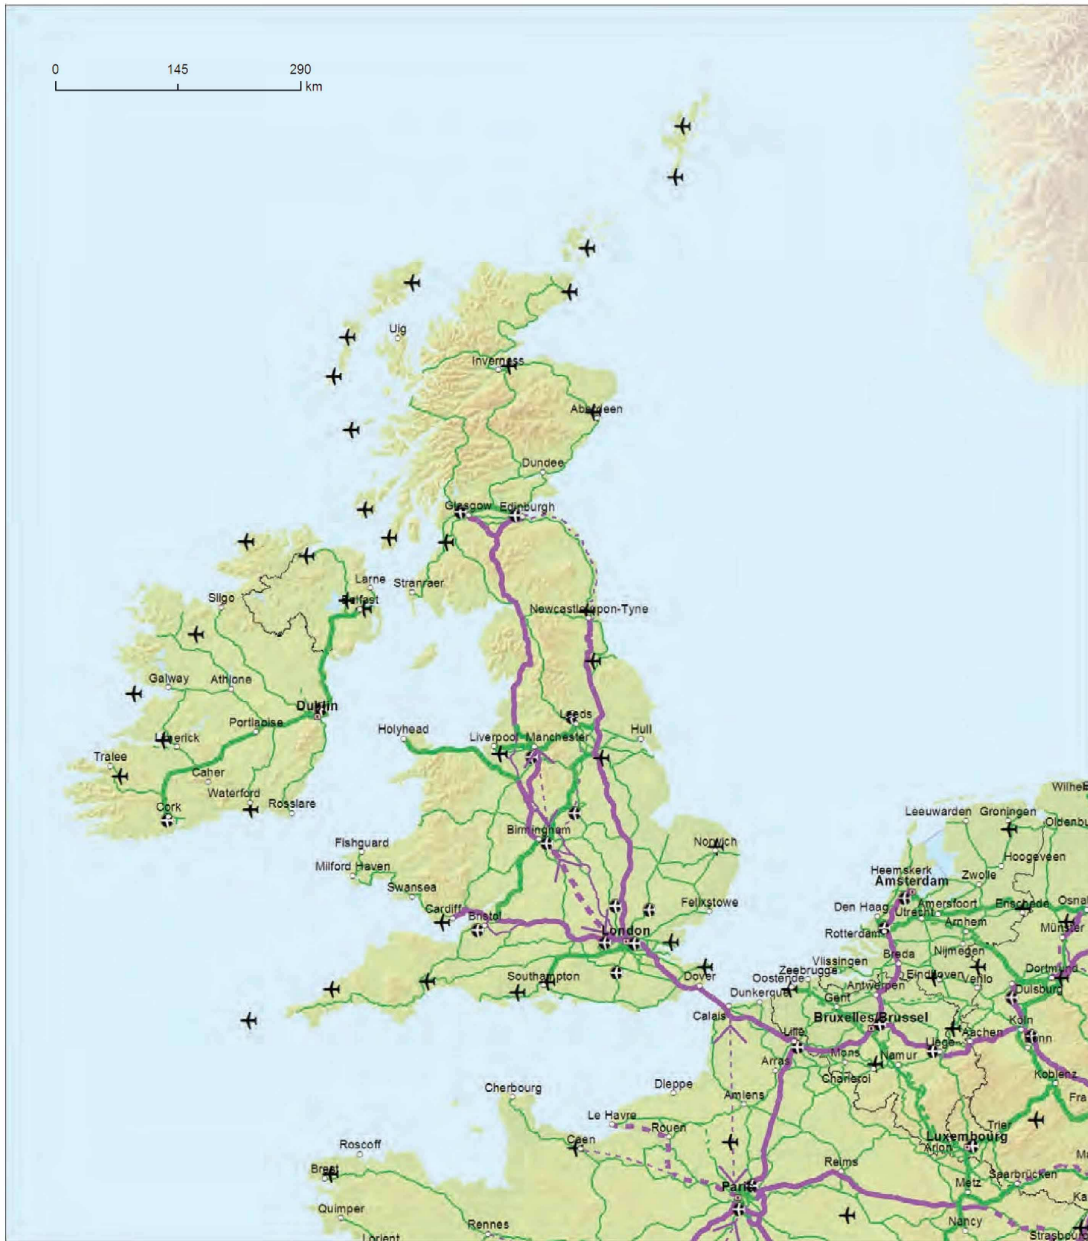 0 145 290
km
Uig
Inverness
Aberdeen
Dundee
Glasgow
Edinburgh
Larne
Stranraer
Belfast
Sligo
Newcastle-upon-Tyne
Galway
Athlone
Dublin
Portlaoise
Limerick
Tralee
Caher
Waterford
Rosslare
Cork
Holyhead
Leeds
Liverpool
Manchester
Hull
Birmingham
Norwich
Fishguard
Milford Haven
Swansea
Cardiff
Bristol
Felixstowe
London
Southampton
Dover
Leeuwarden
Groningen
Hoogeveen
Heemskerk
Zwolle
Amsterdam
Den Haag
Utrecht
Amersfoort
Enschede
Rotterdam
Arnhem
Münster
Breda
Nijmegen
Vlissingen
Zeebrugge
Oostende
Eindhoven
Venlo
Dortmund
Duisburg
Dunkerque
Gent
Antwerpen
Calais
Bruxelles/Brussel
Lille
Liège
Aachen
Köln
Arras
Mons
Namur
Charleroi
Koblenz
Cherbourg
Dieppe
Amiens
Le Havre
Rouen
Trier
Luxembourg
Arlon
Caen
Roscoff
Brest
Reims
Saarbrücken
Paris
Metz
Quimper
Rennes
Nancy
Lorient